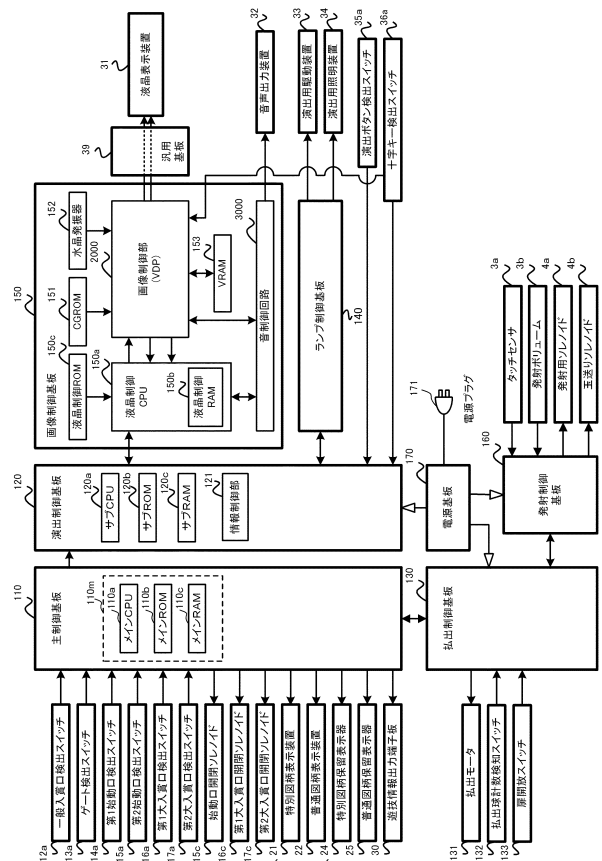 12a
一般入賞口検出スイッチ
13a
ゲート検出スイッチ
14a
第1始動口検出スイッチ
15a
第2始動口検出スイッチ
16a
第1大入賞口検出スイッチ
17a
第2大入賞口検出スイッチ
15c
始動口開閉ソレノイド
16c
第1大入賞口開閉ソレノイド
17c
第2大入賞口開閉ソレノイド
21
特別図柄表示装置
22
普通図柄表示装置
24
特別図柄保留表示器
25
普通図柄保留表示器
30
遊技情報出力端子板
131
払出モータ
132
払出球計数検知スイッチ
133
扉開放スイッチ
110
主制御基板
110m
110a
メインCPU
110b
メインROM
110c
メインRAM
130
払出制御基板
120
演出制御基板
120a
サブCPU
120b
サブROM
120c
サブRAM
121
情報制御部
170
電源基板
171
電源プラグ
160
発射制御
基板
3a
タッチセンサ
3b
発射ボリューム
4a
発射用ソレノイド
4b
玉送りソレノイド
150
画像制御基板
150c
液晶制御ROM
151
CGROM
152
水晶発振器
150a
液晶制御
CPU
150b
液晶制御
RAM
2000
画像制御部
(VDP)
153
VRAM
3000
音制御回路
140
ランプ制御基板
39
汎用
基板
31
液晶表示装置
32
音声出力装置
33
演出用駆動装置
34
演出用照明装置
35a
演出ボタン検出スイッチ
36a
十字キー検出スイッチ